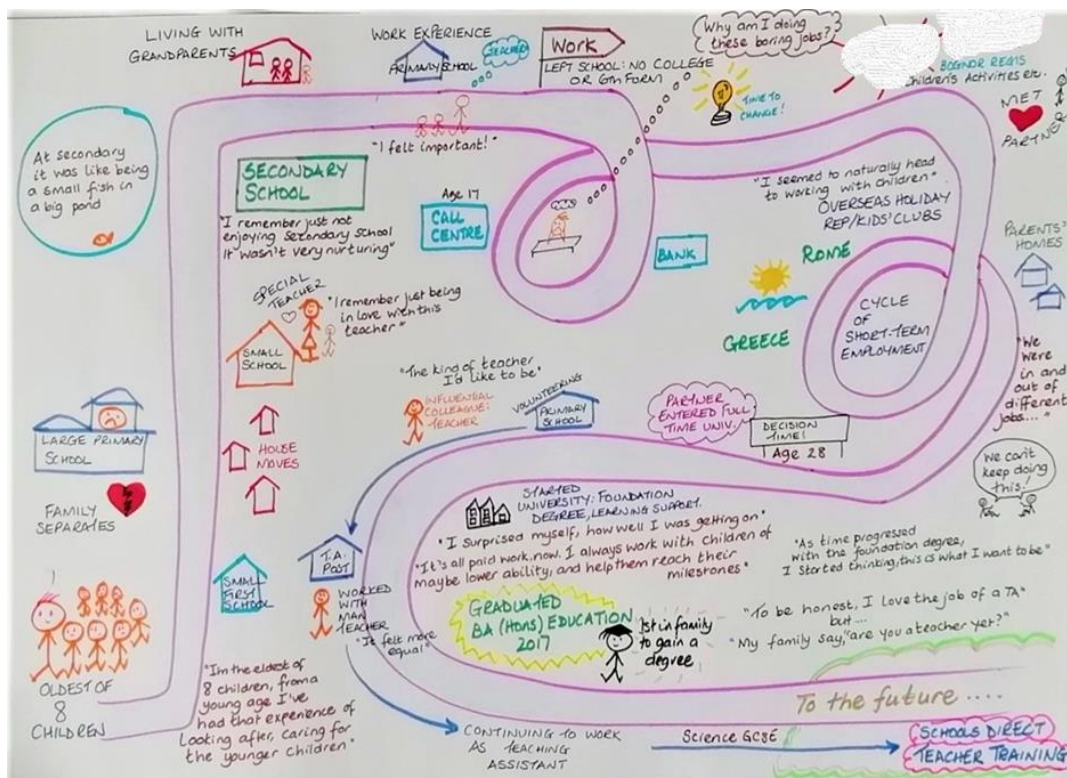 LIVING WITH
GRANDPARENTS
WORK EXPERIENCE
PRIMARY SCHOOL
TEACHER
Work
LEFT SCHOOL: NO COLLEGE
OR 6TH FORM
Why am I doing
these boring jobs?
TIME TO
CHANGE!
BOGNOR REGIS
Children's Activities etc.
MET
PARTNER
At secondary
it was like being
a small fish in
a big pond
SECONDARY
SCHOOL
"I felt important!"
"I remember just not
enjoying secondary school
it wasn't very nurturing"
Age 17
CALL
CENTRE
BANK
"I seemed to naturally head
to working with children"
OVERSEAS HOLIDAY
REP/KIDS' CLUBS
ROME
GREECE
CYCLE
OF
SHORT-TERM
EMPLOYMENT
PARENTS'
HOMES
"We
were
in and
out of
different
jobs...."
We can't
keep doing
this!
SPECIAL
TEACHER
SMALL
SCHOOL
"I remember just being
in love with this
teacher"
"The kind of teacher
I'd like to be"
INFLUENTIAL
COLLEAGUE:
TEACHER
VOLUNTEERING
PRIMARY
SCHOOL
PARTNER
ENTERED FULL
TIME UNIV.
DECISION
TIME!
Age 28
LARGE PRIMARY
SCHOOL
HOUSE
MOVES
FAMILY
SEPARATES
STARTED
UNIVERSITY: FOUNDATION
DEGREE, LEARNING SUPPORT.
"I surprised myself, how well I was getting on"
"It's all paid work now. I always work with children of
maybe lower ability, and help them reach their
milestones"
"As time progressed
with the foundation degree,
I started thinking, this is what I want to be"
SMALL
FIRST
SCHOOL
T.A.
POST
WORKED
WITH
MAN
TEACHER
"It felt more
equal"
GRADUATED
BA (Hons) EDUCATION
2017
1st in family
to gain a
degree
"To be honest, I love the job of a TA"
but....
"My family say, "are you a teacher yet?"
OLDEST OF
8
CHILDREN
"I'm the eldest of
8 children, from a
young age I've
had that experience of
looking after, caring for
the younger children"
To the future ....
CONTINUING TO WORK
AS TEACHING
ASSISTANT
Science GCSE
SCHOOLS DIRECT
TEACHER TRAINING